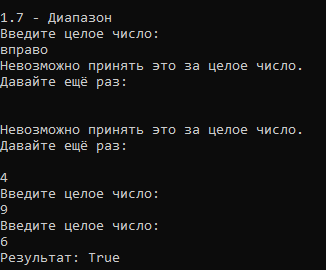 1.7 - Диапазон
Введите целое число:
вправо
Невозможно принять это за целое число.
Давайте ещё раз:
Невозможно принять это за целое число.
Давайте ещё раз:
4
Введите целое число:
9
Введите целое число:
6
Результат: True